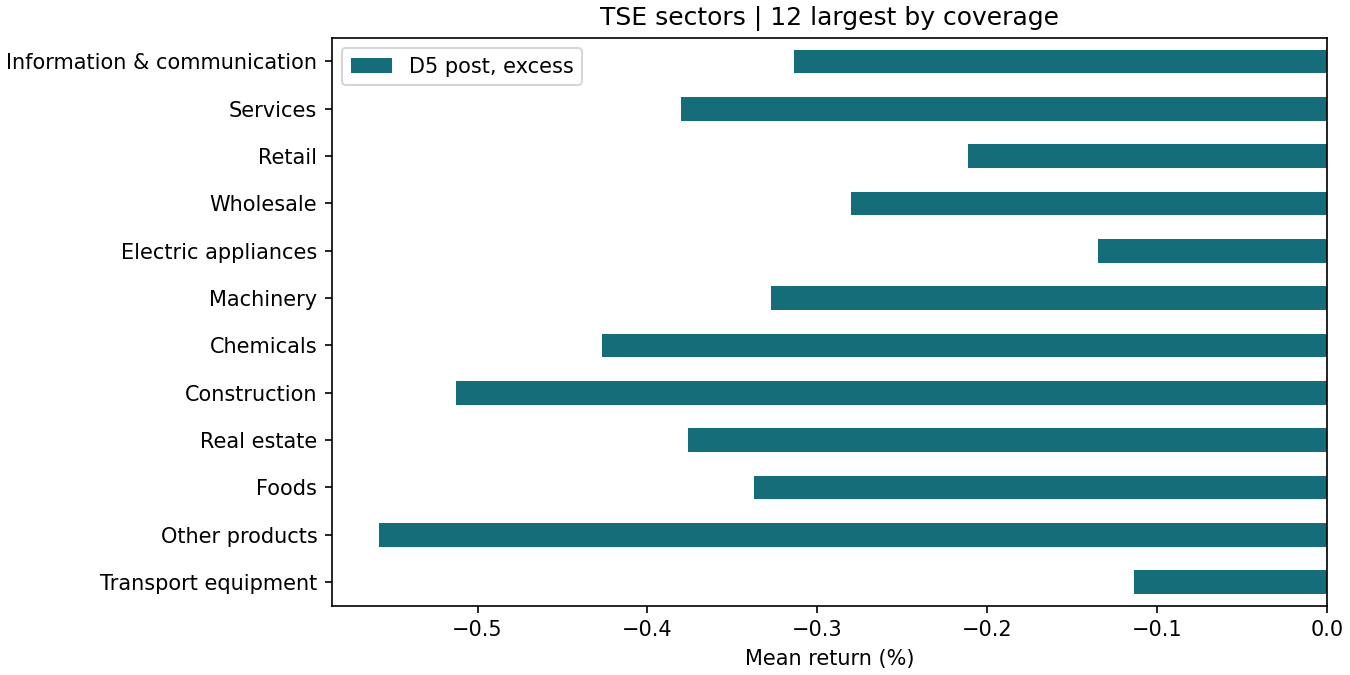 TSE sectors | 12 largest by coverage
D5 post, excess
Information & communication
Services
Retail
Wholesale
Electric appliances
Machinery
Chemicals
Construction
Real estate
Foods
Other products
Transport equipment
−0.5 −0.4 −0.3 −0.2 −0.1 0.0
Mean return (%)